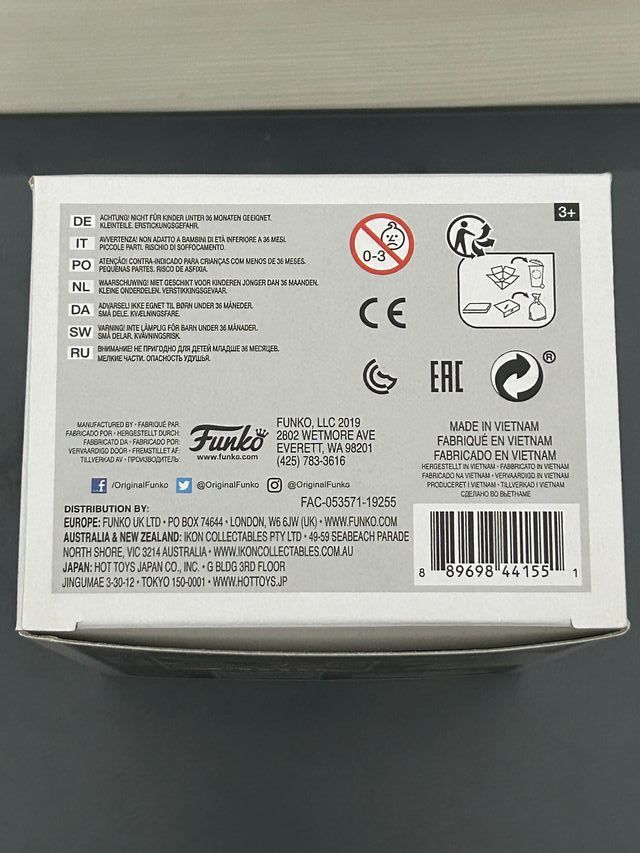 3+
DE ACHTUNG! NICHT FÜR KINDER UNTER 36 MONATEN GEEIGNET.
KLEINTEILE. ERSTICKUNGSGEFAHR.
IT AVVERTENZA! NON ADATTO A BAMBINI DI ETÀ INFERIORE A 36 MESI.
PICCOLE PARTI. RISCHIO DI SOFFOCAMENTO.
PO ATENÇÃO! CONTRA-INDICADO PARA CRIANÇAS COM MENOS DE 36 MESES.
PEQUENAS PARTES. RISCO DE ASFIXIA.
NL WAARSCHUWING! NIET GESCHIKT VOOR KINDEREN JONGER DAN 36 MAANDEN.
KLEINE ONDERDELEN. VERSTIKKINGSGEVAAR.
DA ADVARSEL! IKKE EGNET TIL BØRN UNDER 36 MÅNEDER.
SMÅ DELE. KVÆLNINGSFARE.
SW VARNING! INTE LÄMPLIG FÖR BARN UNDER 36 MÅNADER.
SMÅ DELAR. KVÄVNINGSRISK.
RU ВНИМАНИЕ! НЕ ПРИГОДНО ДЛЯ ДЕТЕЙ МЛАДШЕ 36 МЕСЯЦЕВ.
МЕЛКИЕ ЧАСТИ. ОПАСНОСТЬ УДУШЬЯ.
0-3
CE
EAC
®
MANUFACTURED BY • FABRIQUÉ PAR:
FABRICADO POR • HERGESTELLT DURCH:
FABBRICATO DA • FABRICADO POR:
VERVAARDIGD DOOR • FREMSTILLET AF:
TILLVERKAD AV • ПРОИЗВОДИТЕЛЬ:
Funko
www.funko.com
FUNKO, LLC 2019
2802 WETMORE AVE
EVERETT, WA 98201
(425) 783-3616
MADE IN VIETNAM
FABRIQUÉ EN VIETNAM
FABRICADO EN VIETNAM
HERGESTELLT IN VIETNAM • FABBRICATO IN VIETNAM
FABRICADO NA VIETNAM • VERVAARDIGD IN VIETNAM
PRODUCERET I VIETNAM • TILLVERKAD I VIETNAM
СДЕЛАНО ВО ВЬЕТНАМЕ
f /OriginalFunko @OriginalFunko @OriginalFunko
FAC-053571-19255
DISTRIBUTION BY:
EUROPE: FUNKO UK LTD • PO BOX 74644 • LONDON, W6 6JW (UK) • WWW.FUNKO.COM
AUSTRALIA & NEW ZEALAND: IKON COLLECTABLES PTY LTD • 49-59 SEABEACH PARADE
NORTH SHORE, VIC 3214 AUSTRALIA • WWW.IKONCOLLECTABLES.COM.AU
JAPAN: HOT TOYS JAPAN CO., INC. • G BLDG 3RD FLOOR
JINGUMAE 3-30-12 • TOKYO 150-0001 • WWW.HOTTOYS.JP
8 89698 44155 1